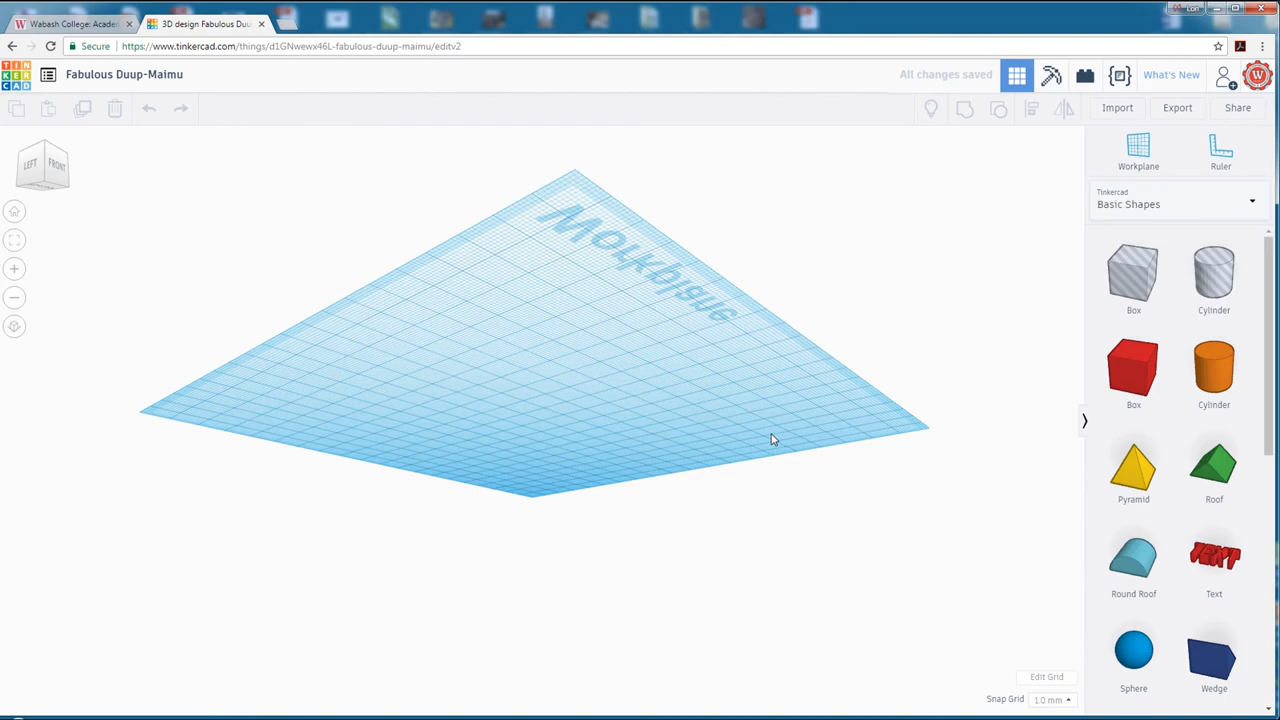 Wabash College: Acade
3D design Fabulous Duu
Lon
Secure
https://www.tinkercad.com/things/d1GNwewx46L-fabulous-duup-maimu/editv2
TIN
KER
CAD
Fabulous Duup-Maimu
All changes saved
What's New
Import
Export
Share
LEFT
FRONT
Workplane
Workplane
Ruler
Tinkercad
Basic Shapes
Box
Cylinder
Box
Cylinder
Pyramid
Roof
TEXT
Round Roof
Text
Sphere
Wedge
Edit Grid
Snap Grid
1.0 mm